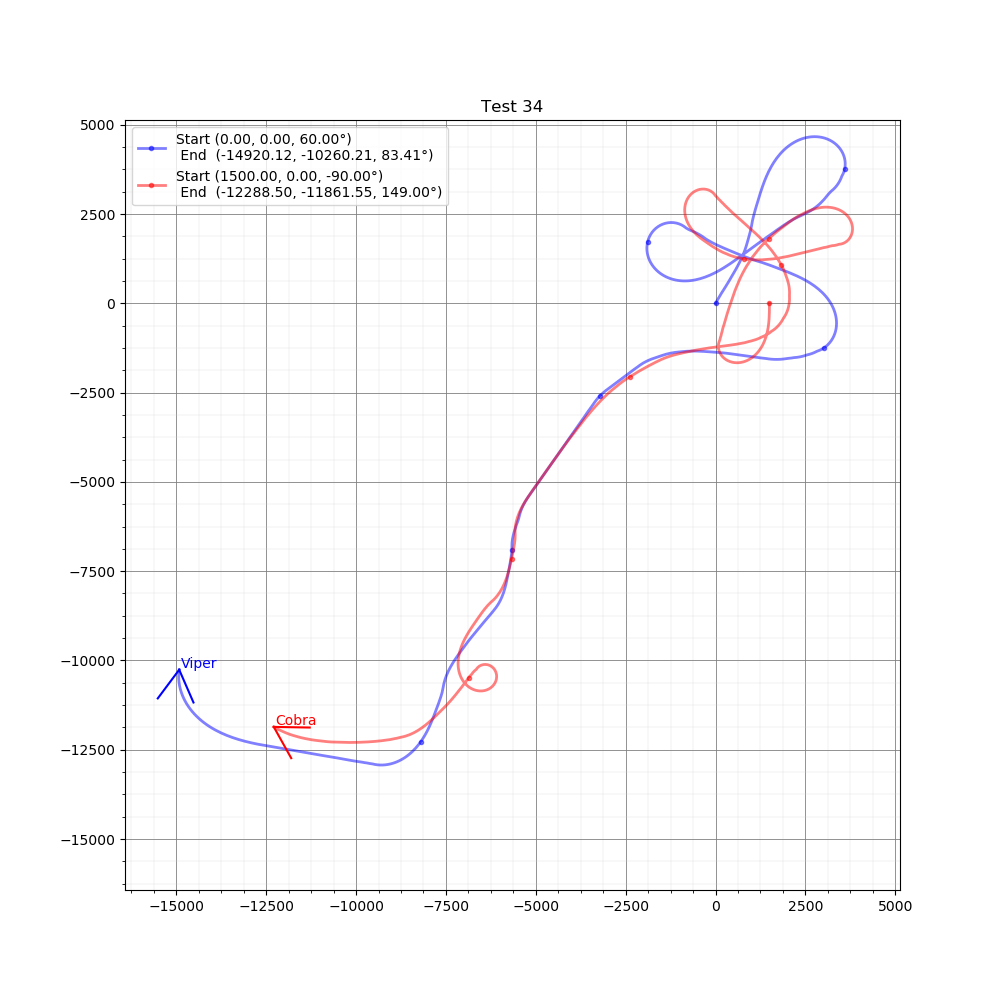 Test 34
Start (0.00, 0.00, 60.00°)
End (-14920.12, -10260.21, 83.41°)
Start (1500.00, 0.00, -90.00°)
End (-12288.50, -11861.55, 149.00°)
5000
2500
0
−2500
−5000
−7500
−10000
−12500
−15000
Viper
Cobra
−15000 −12500 −10000 −7500 −5000 −2500 0 2500 5000